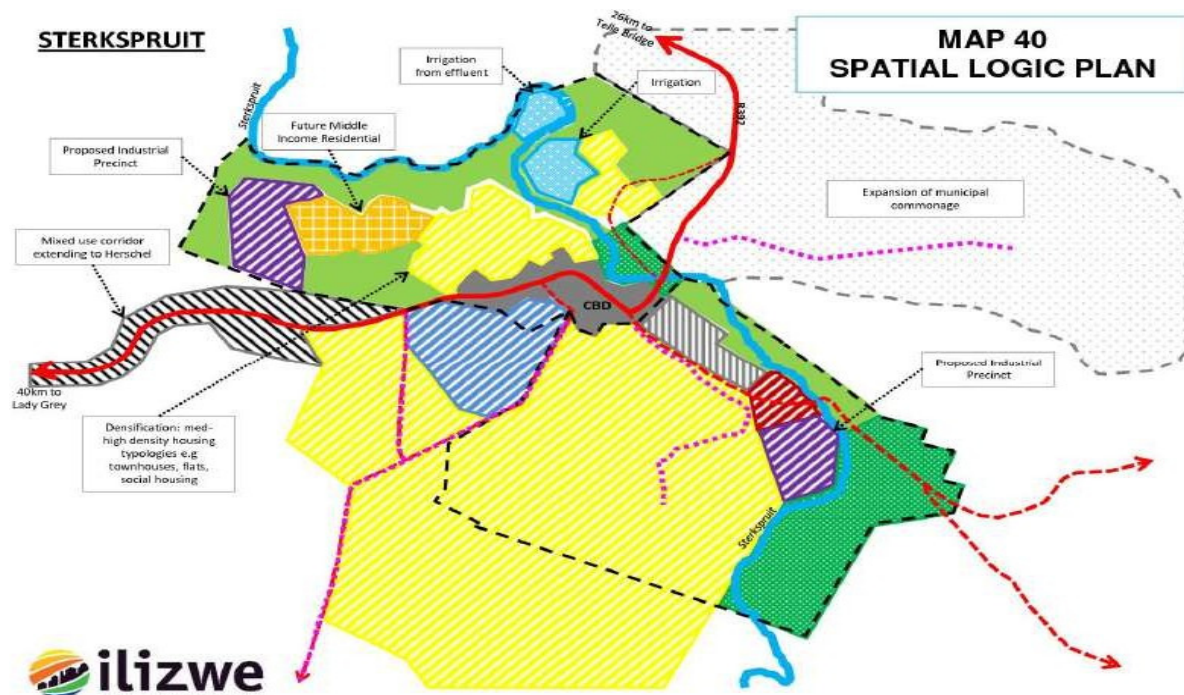 STERKSPRUIT
MAP 40
SPATIAL LOGIC PLAN
26km to
Telle Bridge
R392
Irrigation
from effluent
Irrigation
Sterkspruit
Future Middle
Income Residential
Proposed Industrial
Precinct
Expansion of municipal
commonage
Mixed use corridor
extending to Herschel
CBD
40km to
Lady Grey
Proposed Industrial
Precinct
Densification: med-
high density housing
typologies e.g
townhouses, flats,
social housing
Sterkspruit
ilizwe